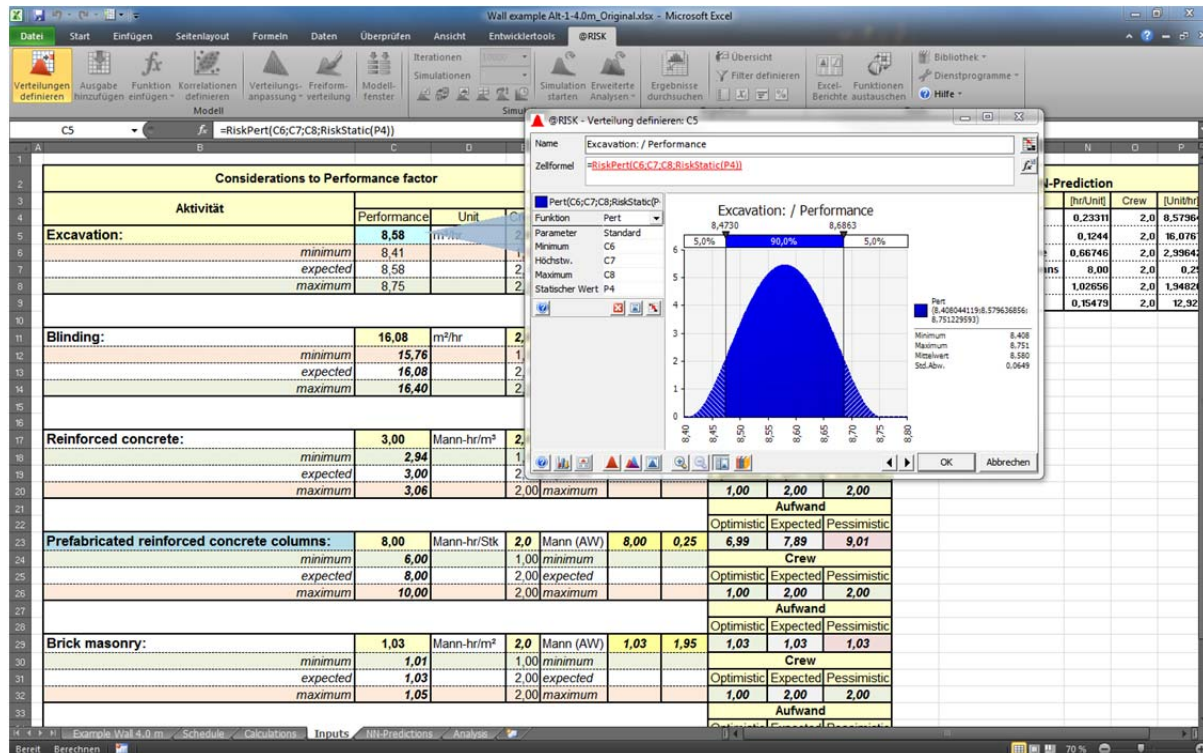 Wall example Alt-1-4.0m_Original.xlsx - Microsoft Excel
Datei Start Einfügen Seitenlayout Formeln Daten Überprüfen Ansicht Entwicklertools @RISK
Verteilungen definieren
Ausgabe hinzufügen
Funktion einfügen
Korrelationen definieren
Verteilungs-anpassung
Freiform-verteilung
Modell-fenster
Iterationen 10000
Simulationen
Simulation starten
Erweiterte Analysen
Ergebnisse durchsuchen
Übersicht
Filter definieren
Excel-Berichte
Funktionen austauschen
Bibliothek
Dienstprogramme
Hilfe
Modell
C5 fx =RiskPert(C6;C7;C8;RiskStatic(P4))
A B C D N O P
Considerations to Performance factor
Aktivität
Performance Unit
Excavation: 8,58
minimum 8,41
expected 8,58
maximum 8,75
Blinding: 16,08 m²/hr
minimum 15,76
expected 16,08
maximum 16,40
Reinforced concrete: 3,00 Mann-hr/m³
minimum 2,94
expected 3,00
maximum 3,06 2,00 maximum 1,00 2,00 2,00
Aufwand
Optimistic Expected Pessimistic
Prefabricated reinforced concrete columns: 8,00 Mann-hr/Stk 2,0 Mann (AW) 8,00 0,25 6,99 7,89 9,01
minimum 6,00 1,00 minimum Crew
expected 8,00 2,00 expected Optimistic Expected Pessimistic
maximum 10,00 2,00 maximum 1,00 2,00 2,00
Aufwand
Optimistic Expected Pessimistic
Brick masonry: 1,03 Mann-hr/m² 2,0 Mann (AW) 1,03 1,95 1,03 1,03 1,03
minimum 1,01 1,00 minimum Crew
expected 1,03 2,00 expected Optimistic Expected Pessimistic
maximum 1,05 2,00 maximum 1,00 2,00 2,00
Aufwand
@RISK - Verteilung definieren: C5
Name Excavation: / Performance
Zellformel =RiskPert(C6;C7;C8;RiskStatic(P4))
Pert(C6;C7;C8;RiskStatic(P
Funktion Pert
Parameter Standard
Minimum C6
Höchstw. C7
Maximum C8
Statischer Wert P4
Excavation: / Performance
8,4730 8,6863
5,0% 90,0% 5,0%
6
5
4
3
2
1
0
8,40 8,45 8,50 8,55 8,60 8,65 8,70 8,75 8,80
Pert
(8,408044119;8,579636856;
8,751229593)
Minimum 8,408
Maximum 8,751
Mittelwert 8,580
Std.Abw. 0,0649
OK Abbrechen
N-Prediction
[hr/Unit] Crew [Unit/hr
0,23311 2,0 8,5796
0,1244 2,0 16,076
0,66746 2,0 2,9964
8,00 2,0 0,25
1,02656 2,0 1,9482
0,15479 2,0 12,92
Example Wall 4,0 m Schedule Calculations Inputs NN-Predictions Analysis
Bereit Berechnen 70 %